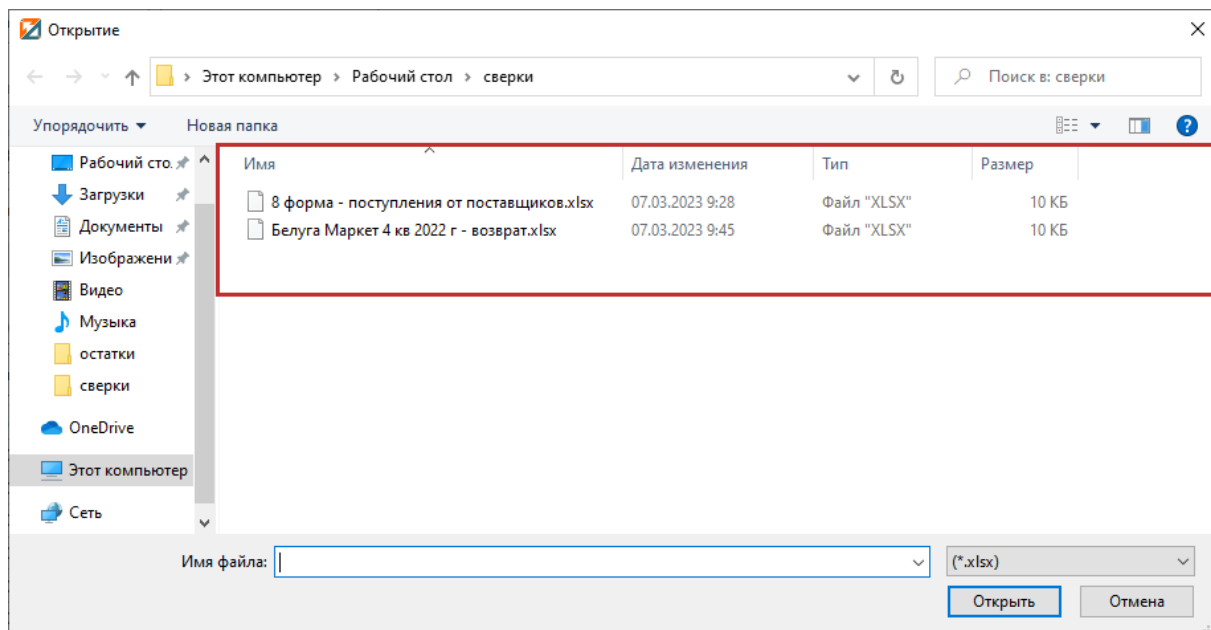 Открытие
Этот компьютер > Рабочий стол > сверки
Поиск в: сверки
Упорядочить Новая папка
?
Рабочий сто.
Загрузки
Документы
Изображени
Видео
Музыка
остатки
сверки
OneDrive
Этот компьютер
Сеть
Имя Дата изменения Тип Размер
8 форма - поступления от поставщиков.xlsx 07.03.2023 9:28 Файл "XLSX" 10 КБ
Белуга Маркет 4 кв 2022 г - возврат.xlsx 07.03.2023 9:45 Файл "XLSX" 10 КБ
Имя файла: (*.xlsx)
Открыть Отмена